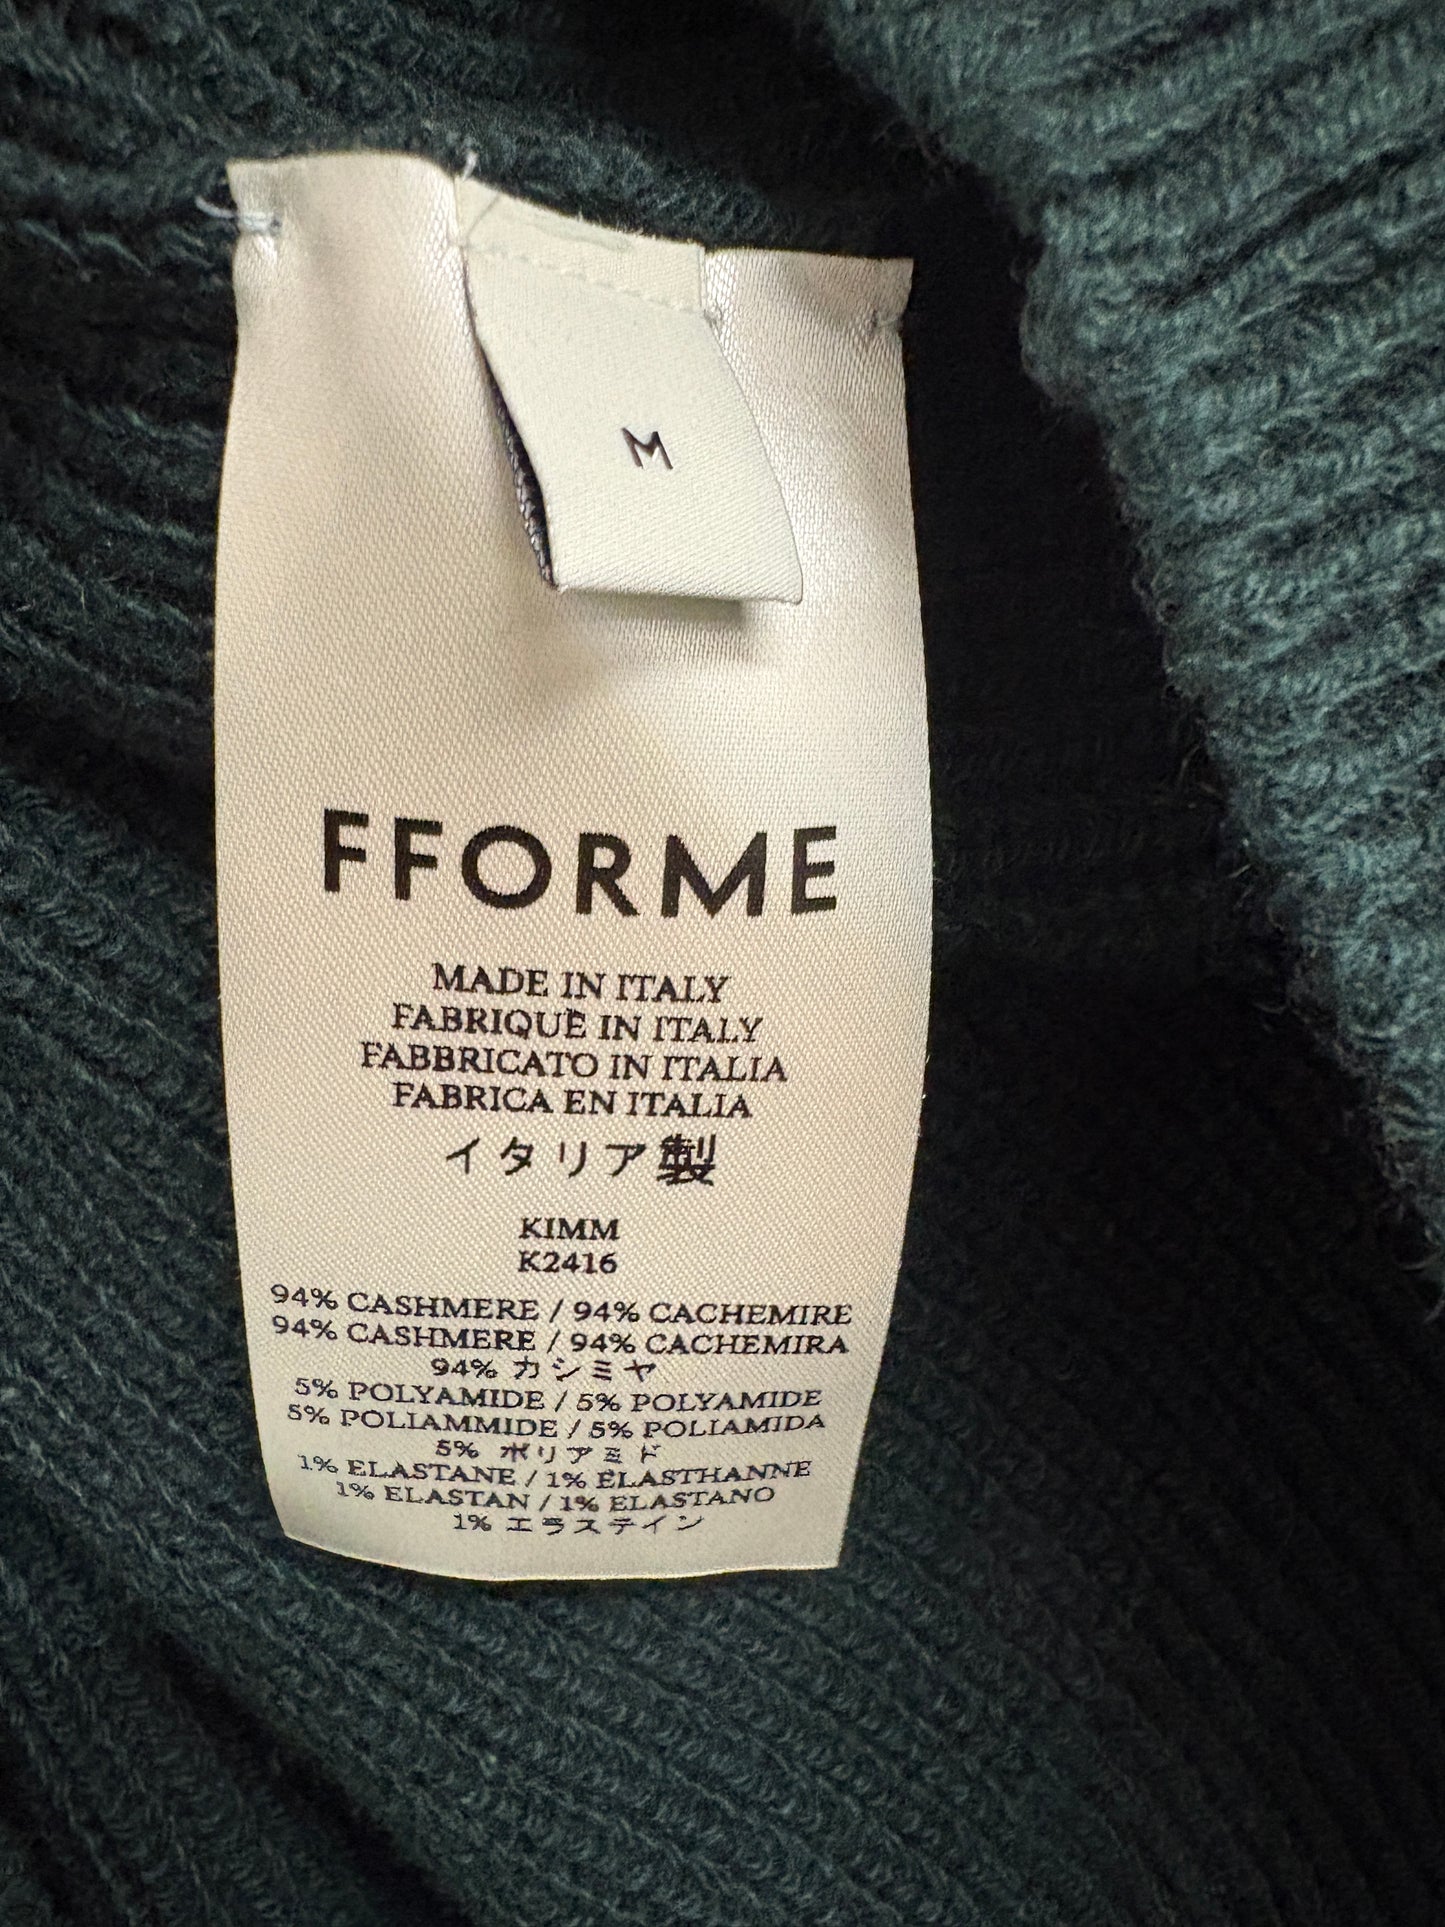 M
FFORME
MADE IN ITALY
FABRIQUÉ IN ITALY
FABBRICATO IN ITALIA
FABRICA EN ITALIA
イタリア製
KIMM
K2416
94% CASHMERE / 94% CACHEMIRE
94% CASHMERE / 94% CACHEMIRA
94% カシミヤ
5% POLYAMIDE / 5% POLYAMIDE
5% POLIAMMIDE / 5% POLIAMIDA
5% ポリアミド
1% ELASTANE / 1% ÉLASTHANNE
1% ELASTAN / 1% ELASTANO
1% エラステイン